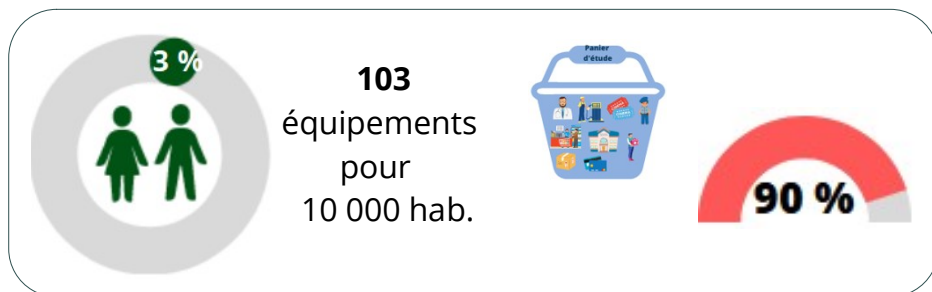 3 %
103
équipements
pour
10 000 hab.
Panier
d'étude
90 %